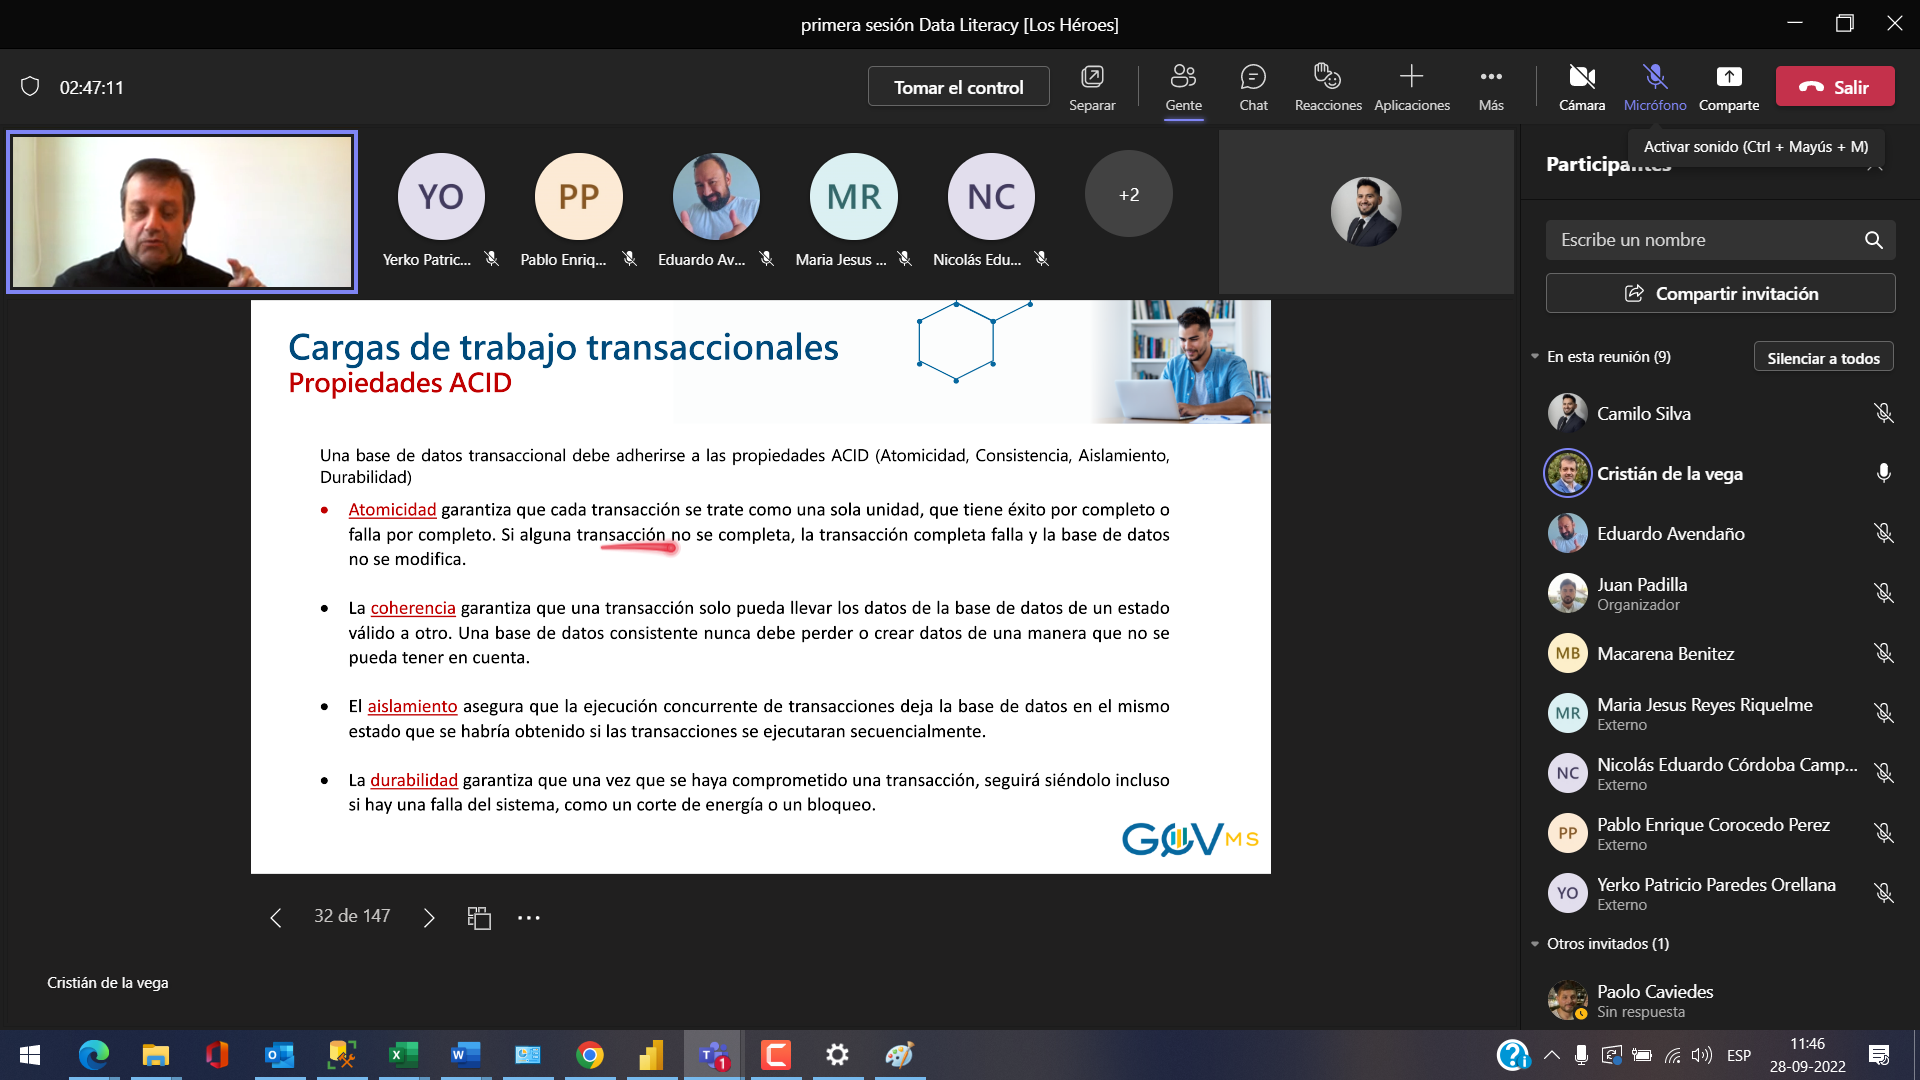 primera sesión Data Literacy [Los Héroes]
02:47:11
Tomar el control
Separar
Gente
Chat
Reacciones
Aplicaciones
Más
Cámara
Micrófono
Comparte
Salir
Activar sonido (Ctrl + Mayús + M)
YO
PP
MR
NC
+2
Yerko Patric...
Pablo Enriq...
Eduardo Av...
Maria Jesus ...
Nicolás Edu...
Cargas de trabajo transaccionales
Propiedades ACID
Una base de datos transaccional debe adherirse a las propiedades ACID (Atomicidad, Consistencia, Aislamiento,
Durabilidad)
• Atomicidad garantiza que cada transacción se trate como una sola unidad, que tiene éxito por completo o
falla por completo. Si alguna transacción no se completa, la transacción completa falla y la base de datos
no se modifica.
• La coherencia garantiza que una transacción solo pueda llevar los datos de la base de datos de un estado
válido a otro. Una base de datos consistente nunca debe perder o crear datos de una manera que no se
pueda tener en cuenta.
• El aislamiento asegura que la ejecución concurrente de transacciones deja la base de datos en el mismo
estado que se habría obtenido si las transacciones se ejecutaran secuencialmente.
• La durabilidad garantiza que una vez que se haya comprometido una transacción, seguirá siéndolo incluso
si hay una falla del sistema, como un corte de energía o un bloqueo.
GOVMS
32 de 147
Cristián de la vega
Participantes
Escribe un nombre
Compartir invitación
En esta reunión (9)
Silenciar a todos
Camilo Silva
Cristián de la vega
Eduardo Avendaño
Juan Padilla
Organizador
MB
Macarena Benitez
MR
Maria Jesus Reyes Riquelme
Externo
NC
Nicolás Eduardo Córdoba Camp...
Externo
PP
Pablo Enrique Corocedo Perez
Externo
YO
Yerko Patricio Paredes Orellana
Externo
Otros invitados (1)
Paolo Caviedes
Sin respuesta
1
ESP
11:46
28-09-2022